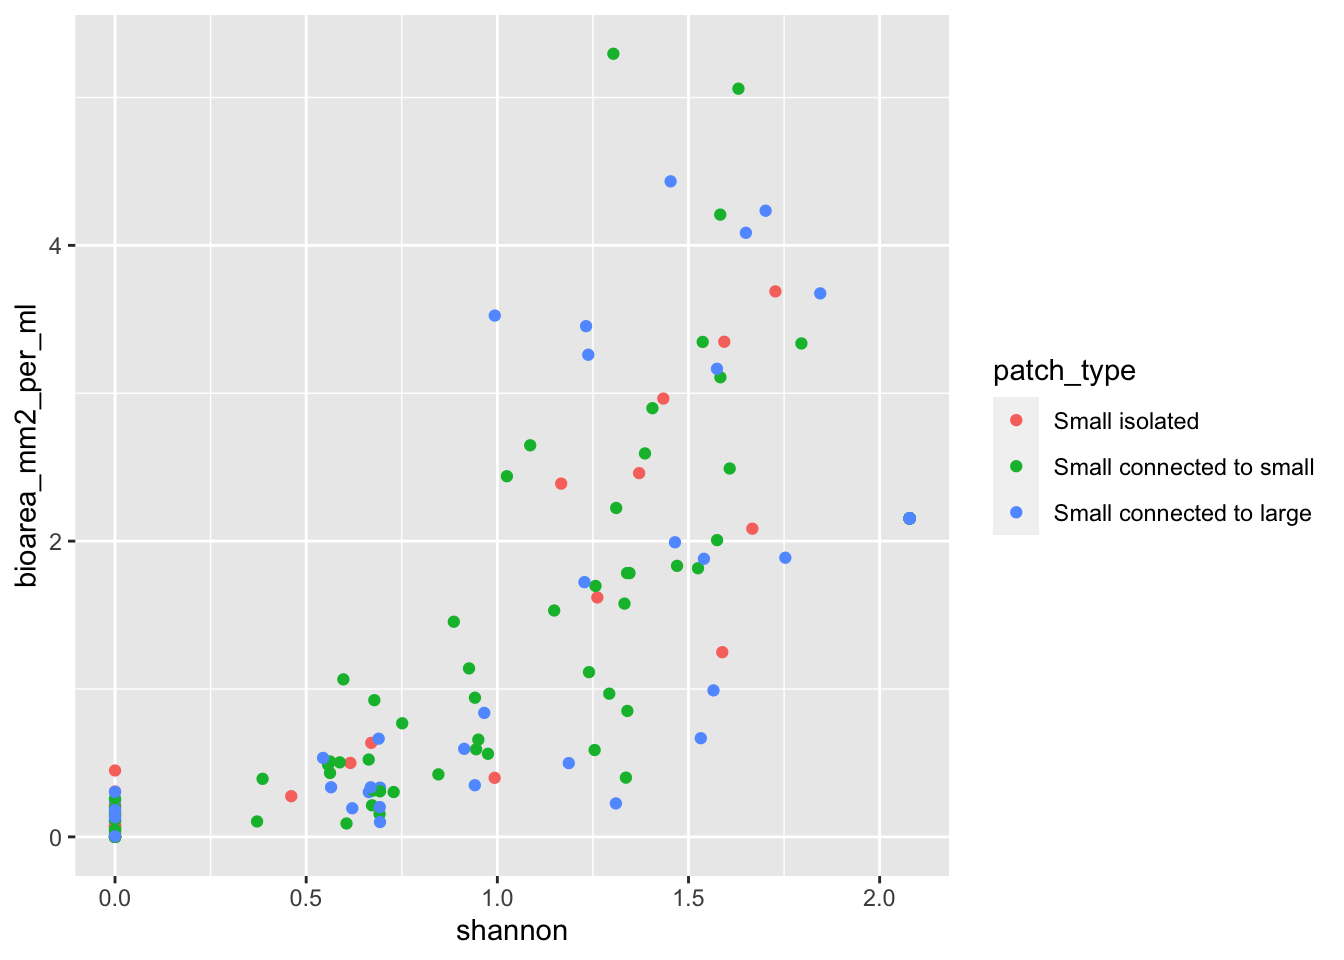 bioarea_mm2_per_ml
4
2
0
0.0 0.5 1.0 1.5 2.0
shannon
patch_type
Small isolated
Small connected to small
Small connected to large